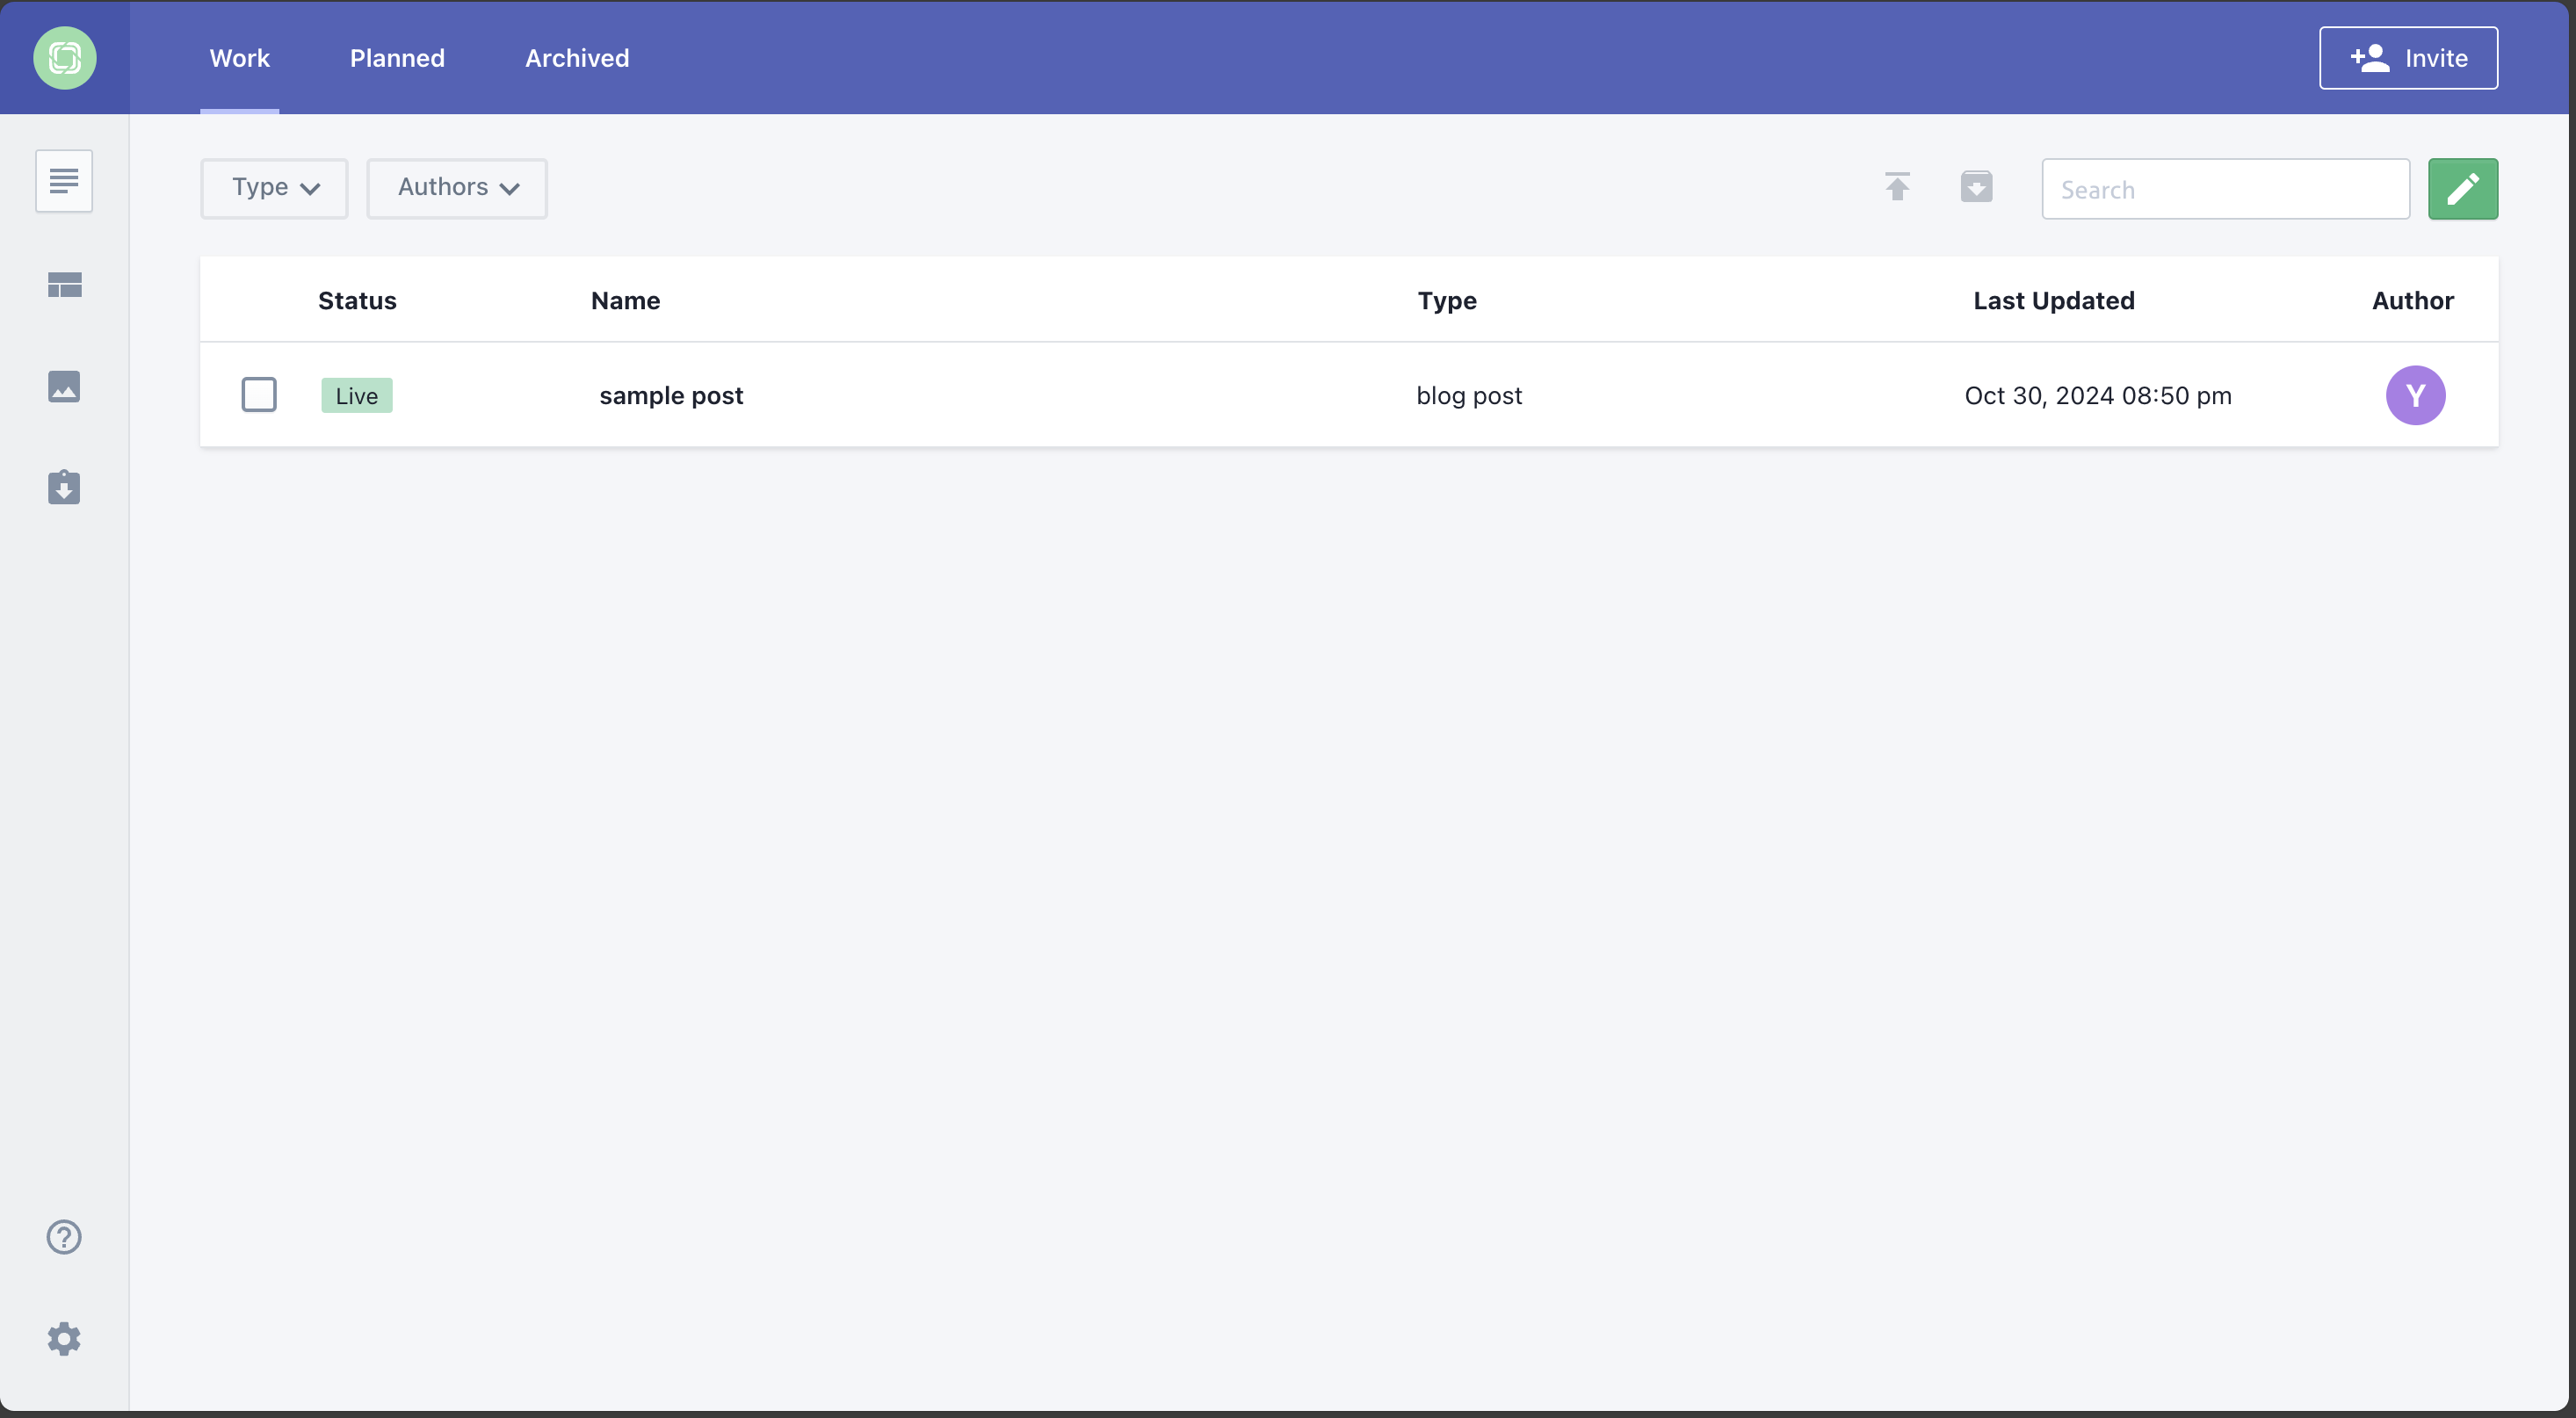 Work Planned Archived Invite
Type Authors Search
Status Name Type Last Updated Author
Live sample post blog post Oct 30, 2024 08:50 pm Y
?